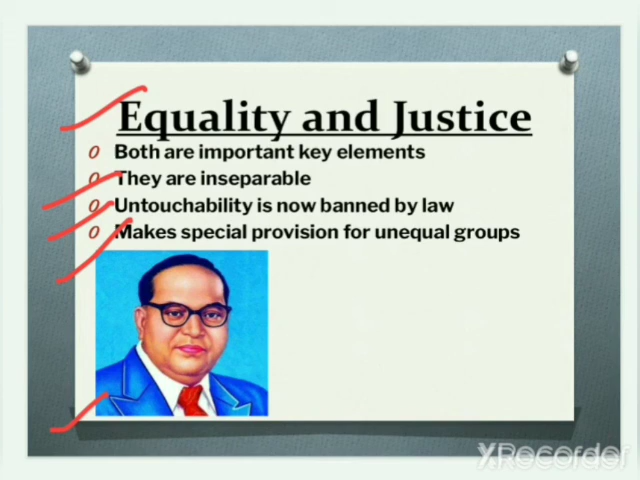 Equality and Justice
Both are important key elements
They are inseparable
Untouchability is now banned by law
Makes special provision for unequal groups
XRecorder